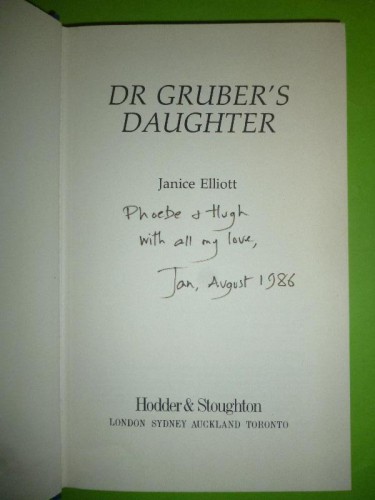 DR GRUBER'S
DAUGHTER
Janice Elliott
Phoebe & Hugh
with all my love,
Jan, August 1986
Hodder & Stoughton
LONDON SYDNEY AUCKLAND TORONTO